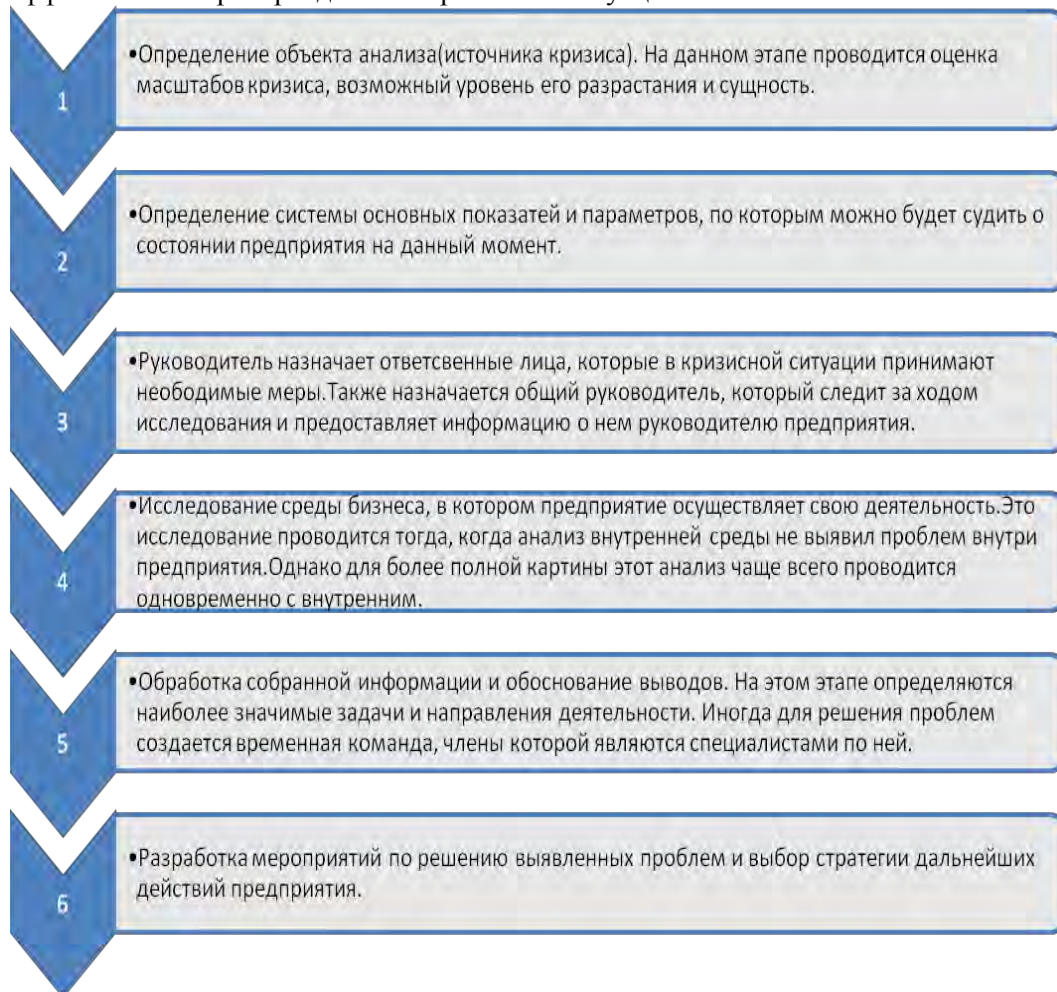 1
•Определение объекта анализа(источника кризиса). На данном этапе проводится оценка
масштабов кризиса, возможный уровень его разрастания и сущность.
2
•Определение системы основных показатей и параметров, по которым можно будет судить о
состоянии предприятия на данный момент.
3
•Руководитель назначает ответсвенные лица, которые в кризисной ситуации принимают
неободимые меры.Также назначается общий руководитель, который следит за ходом
исследования и предоставляет информацию о нем руководителю предприятия.
4
•Исследование среды бизнеса, в котором предприятие осуществляет свою деятельность.Это
исследование проводится тогда, когда анализ внутренней среды не выявил проблем внутри
предприятия.Однако для более полной картины этот анализ чаще всего проводится
одновременно с внутренним.
5
•Обработка собранной информации и обоснование выводов. На этом этапе определяются
наиболее значимые задачи и направления деятельности. Иногда для решения проблем
создается временная команда, члены которой являются специалистами по ней.
6
•Разработка мероприятий по решению выявленных проблем и выбор стратегии дальнейших
действий предприятия.